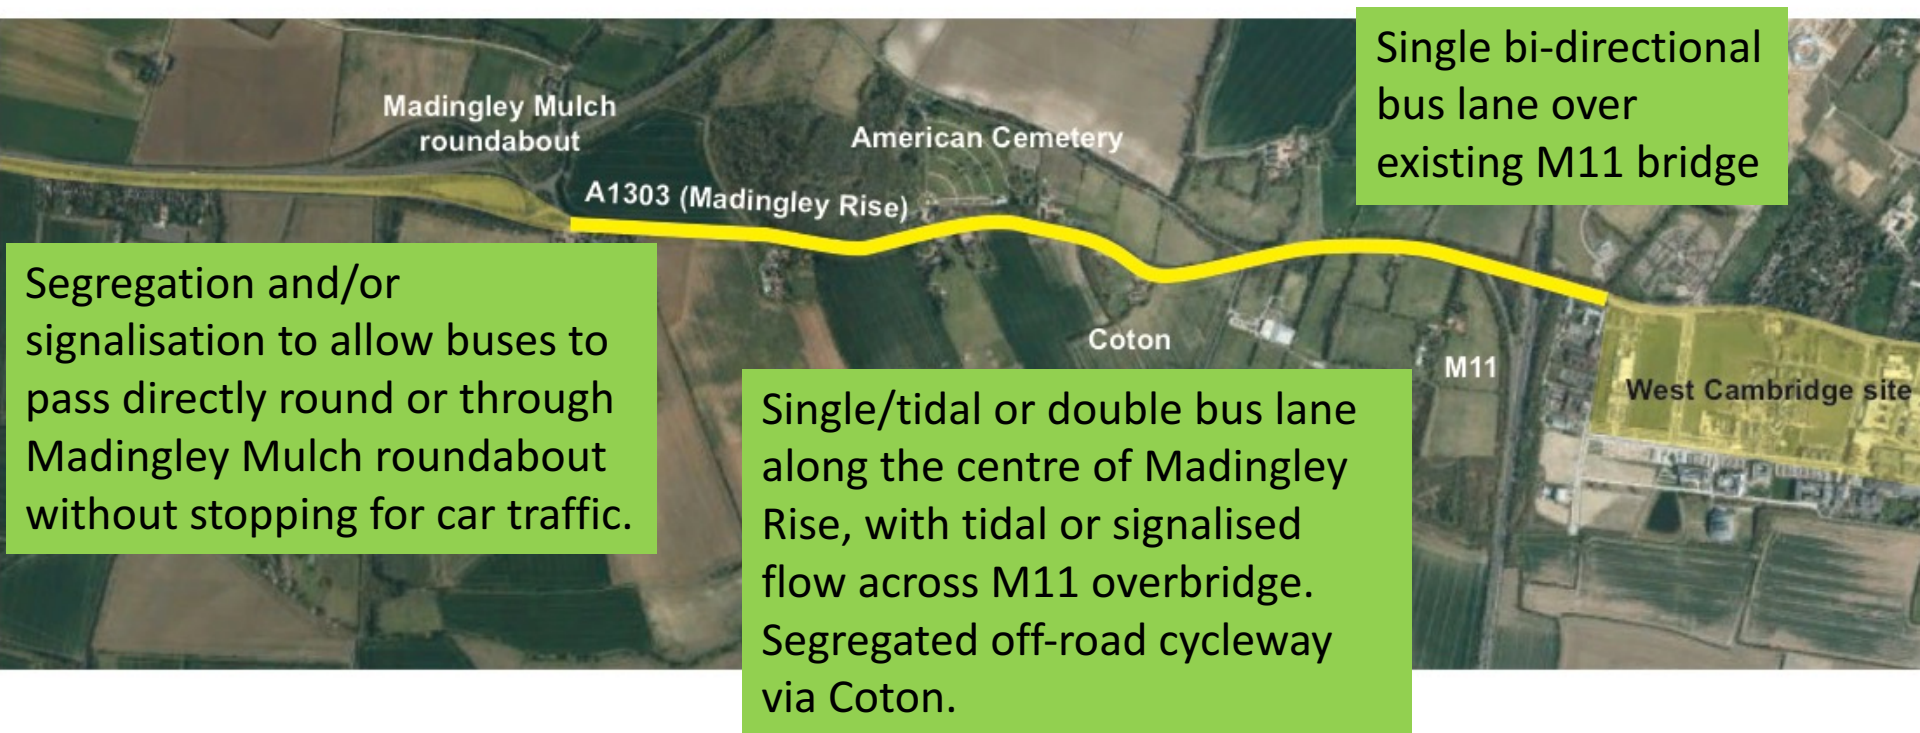 Single bi-directional
bus lane over
existing M11 bridge
Madingley Mulch
roundabout
American Cemetery
A1303 (Madingley Rise)
Segregation and/or
signalisation to allow buses to
pass directly round or through
Madingley Mulch roundabout
without stopping for car traffic.
Coton
M11
West Cambridge site
Single/tidal or double bus lane
along the centre of Madingley
Rise, with tidal or signalised
flow across M11 overbridge.
Segregated off-road cycleway
via Coton.